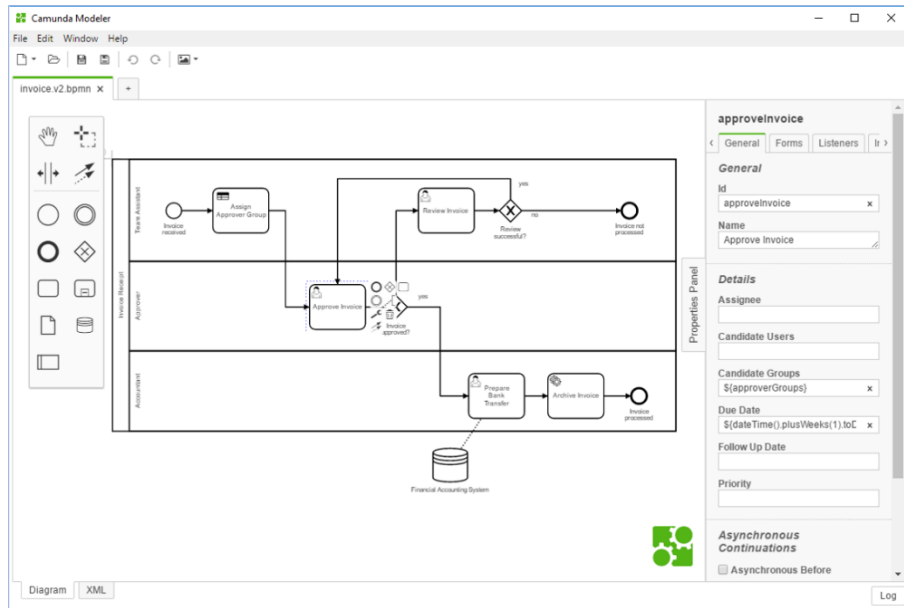 Camunda Modeler
File Edit Window Help
invoice.v2.bpmn
+
approveInvoice
General Forms Listeners
General
Id
approveInvoice
Name
Approve Invoice
Details
Assignee
Candidate Users
Candidate Groups
${approverGroups}
Due Date
${dateTime().plusWeeks(1).toD
Follow Up Date
Priority
Asynchronous
Continuations
Asynchronous Before
Properties Panel
Invoice Receipt
Team Assistant
Invoice
received
Assign
Approver Group
Review Invoice
yes
no
Review
successful?
Invoice not
processed
Approver
Approve Invoice
yes
Invoice
approved?
Accountant
Prepare
Bank
Transfer
Archive Invoice
Invoice
processed
Financial Accounting System
Diagram XML
Log